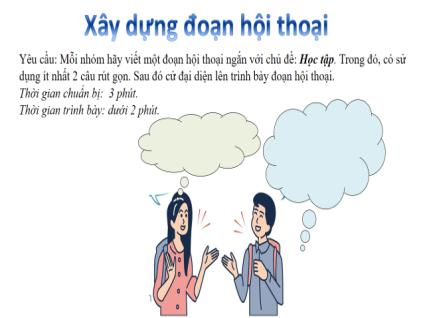 Xây dựng đoạn hội thoại
Yêu cầu: Mỗi nhóm hãy viết một đoạn hội thoại ngắn với chủ đề: Học tập. Trong đó, có sử
dụng ít nhất 2 câu rút gọn. Sau đó cử đại diện lên trình bày đoạn hội thoại.
Thời gian chuẩn bị: 3 phút.
Thời gian trình bày: dưới 2 phút.